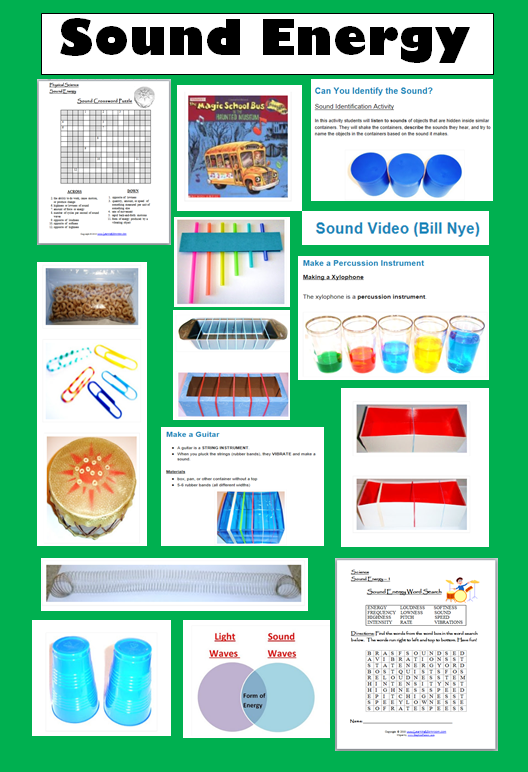 Sound Energy
Physical Science
Sound Energy
Sound Crossword Puzzle
ACROSS
DOWN
the Magic School Bus
Can You Identify the Sound?
Sound Identification Activity
In this activity students will listen to sounds of objects that are hidden inside similar
containers. They will shake the containers, describe the sounds they hear, and try to
name the objects in the containers based on the sound it makes.
Sound Video (Bill Nye)
Make a Percussion Instrument
Making a Xylophone
The xylophone is a percussion instrument.
Make a Guitar
A guitar is a STRING INSTRUMENT.
When you pluck the strings (rubber bands), they VIBRATE and make a
sound.
Materials
box, pan, or other container without a top
5-6 rubber bands (all different widths)
Light
Waves
Sound
Waves
Form of
Energy
Science
Sound Energy – 1
Sound Energy Word Search
ENERGY LOUDNESS SOFTNESS
FREQUENCY LOWNESS SOUND
HIGHNESS PITCH SPEED
INTENSITY RATE VIBRATIONS
Directions: Find the words from the word box in the word search
below. The words run right to left and top to bottom. Have fun!
B R A S F S O U N D S E D
A V I B R A T I O N S S T
S T A T E N E R G Y O R D
B O S T Q U I S T S F O S
R E L O U D N E S S T E M
H I N T E N S I T Y N S T
H I G H N E S S S P E E D
E P I T C H I G N E S S T
S P E E Y L O W N E S S E
S O F R A T E S P E E S S
Name